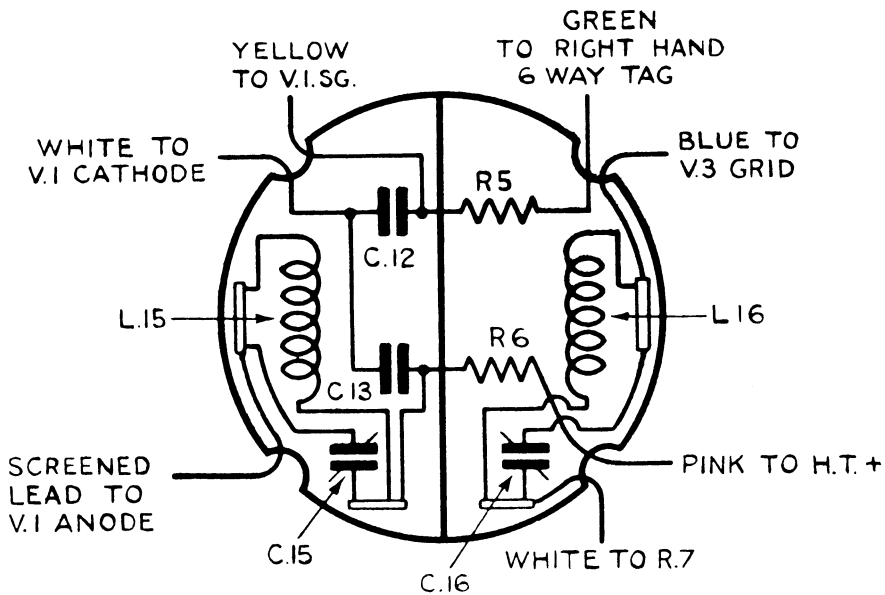 YELLOW
TO V.1.SG.
GREEN
TO RIGHT HAND
6 WAY TAG
WHITE TO
V.1 CATHODE
BLUE TO
V.3 GRID
R5
C.12
L.15
L16
R6
C13
SCREENED
LEAD TO
V.1 ANODE
PINK TO H.T.+
C.15
C.16
WHITE TO R.7